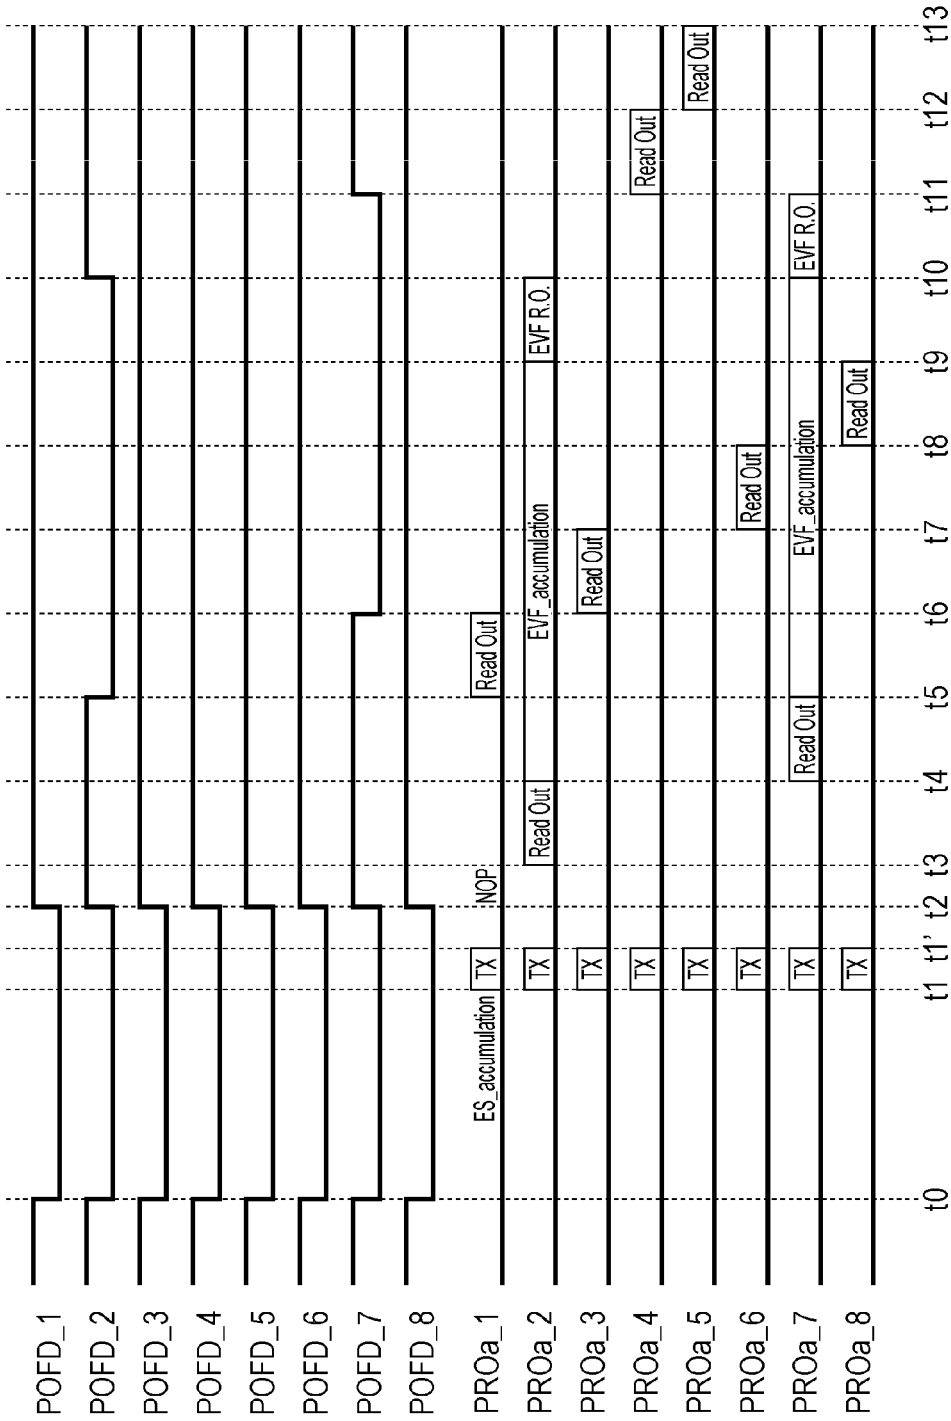 POFD_1
POFD_2
POFD_3
POFD_4
POFD_5
POFD_6
POFD_7
POFD_8
PROa_1 ES_accumulation TX NOP Read Out
PROa_2 TX Read Out EVF_accumulation EVF R.O.
PROa_3 TX Read Out
PROa_4 TX Read Out
PROa_5 TX Read Out
PROa_6 TX Read Out
PROa_7 TX Read Out EVF_accumulation EVF R.O.
PROa_8 TX Read Out
t0 t1 t1' t2 t3 t4 t5 t6 t7 t8 t9 t10 t11 t12 t13